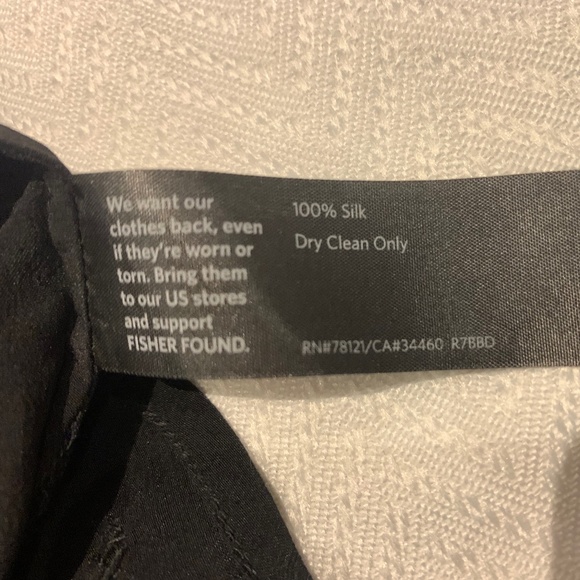 We want our
clothes back, even
if they're worn or
torn. Bring them
to our US stores
and support
FISHER FOUND.
100% Silk
Dry Clean Only
RN#78121/CA#34460 R7BBD